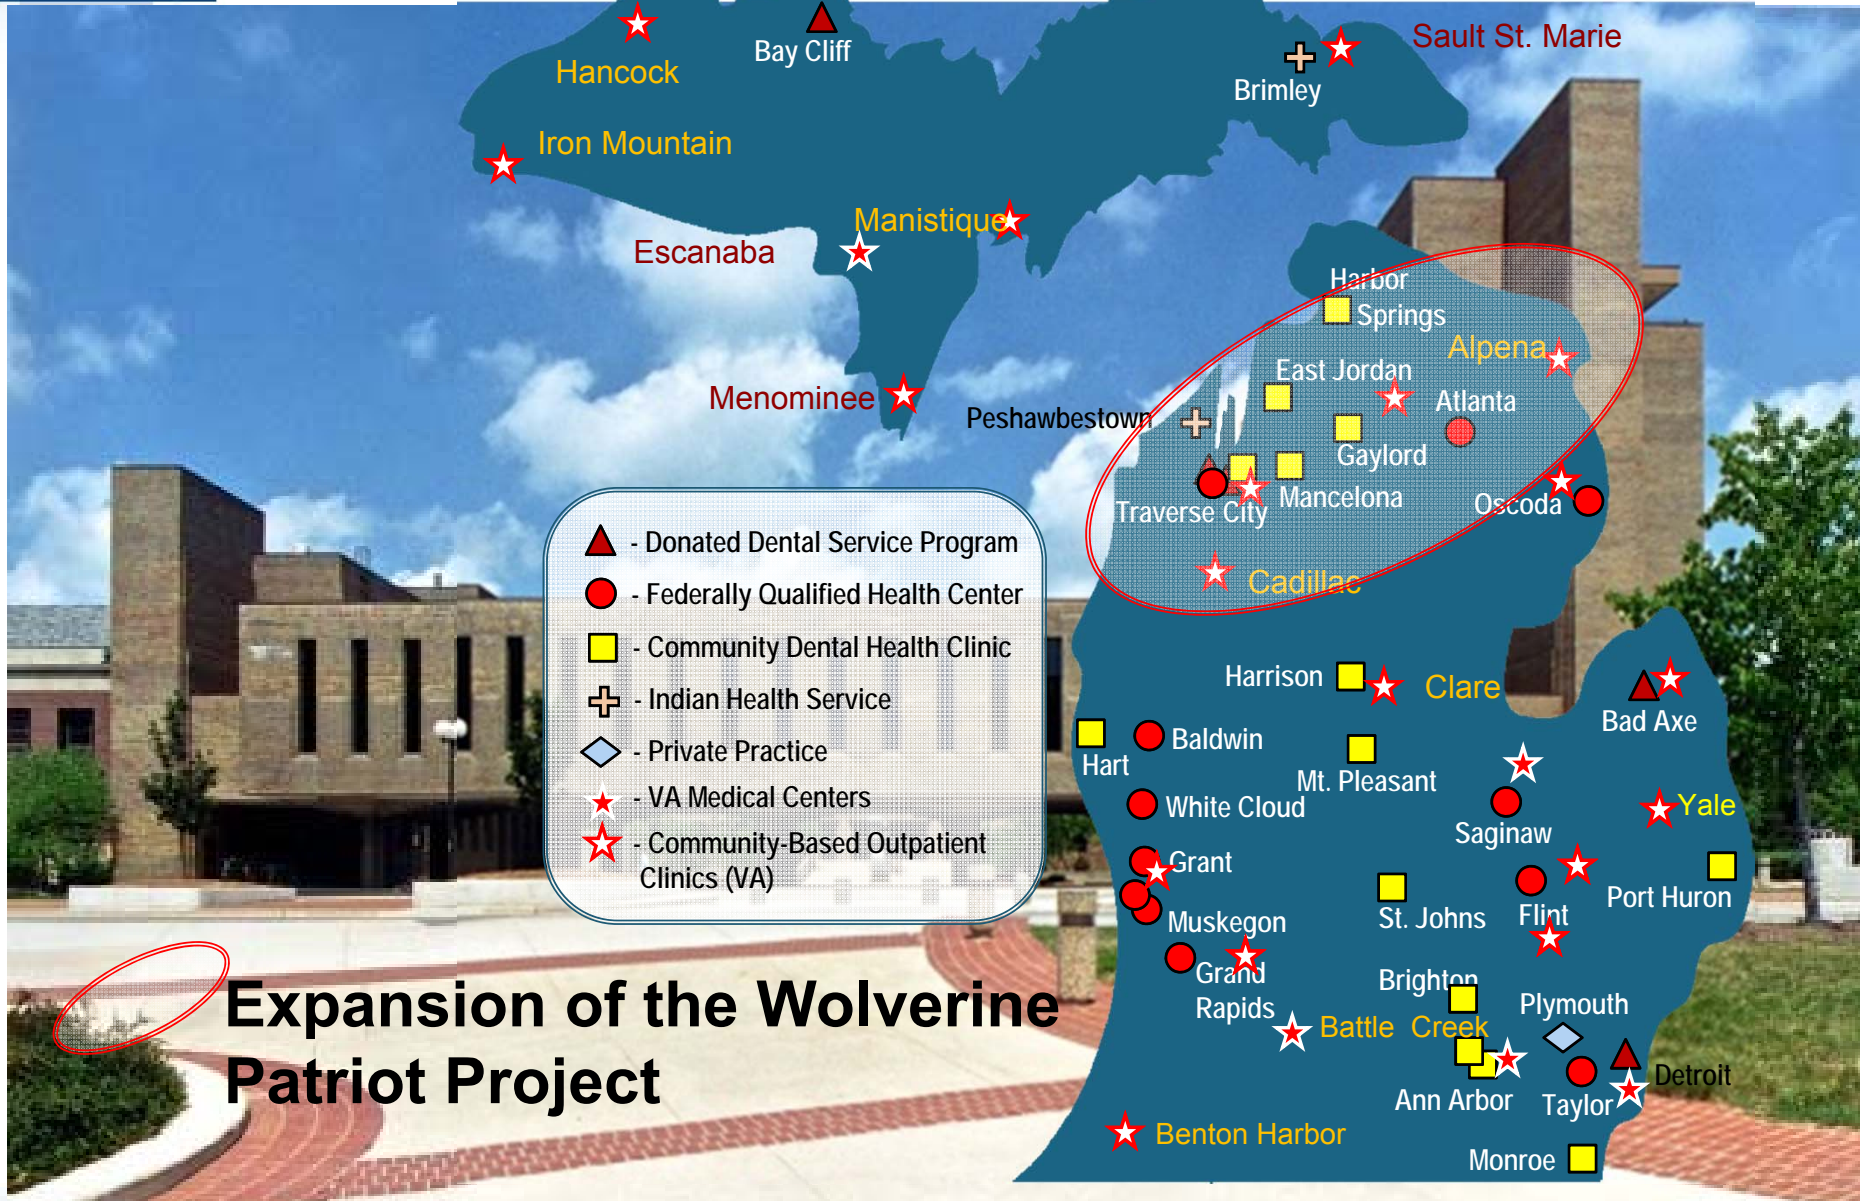 Sault St. Marie
Bay Cliff
Hancock
Brimley
Iron Mountain
Manistique
Escanaba
Harbor
Springs
Alpena
East Jordan
Menominee
Atlanta
Peshawbestown
Gaylord
Mancelona
Oscoda
Traverse City
- Donated Dental Service Program
Cadillac
- Federally Qualified Health Center
- Community Dental Health Clinic
Harrison
Clare
- Indian Health Service
Bad Axe
Baldwin
- Private Practice
Hart
Mt. Pleasant
- VA Medical Centers
White Cloud
Yale
Saginaw
- Community-Based Outpatient
Clinics (VA)
Grant
Port Huron
Muskegon
St. Johns
Flint
Grand
Rapids
Brighton
Plymouth
Expansion of the Wolverine
Patriot Project
Battle Creek
Detroit
Ann Arbor
Taylor
Benton Harbor
Monroe